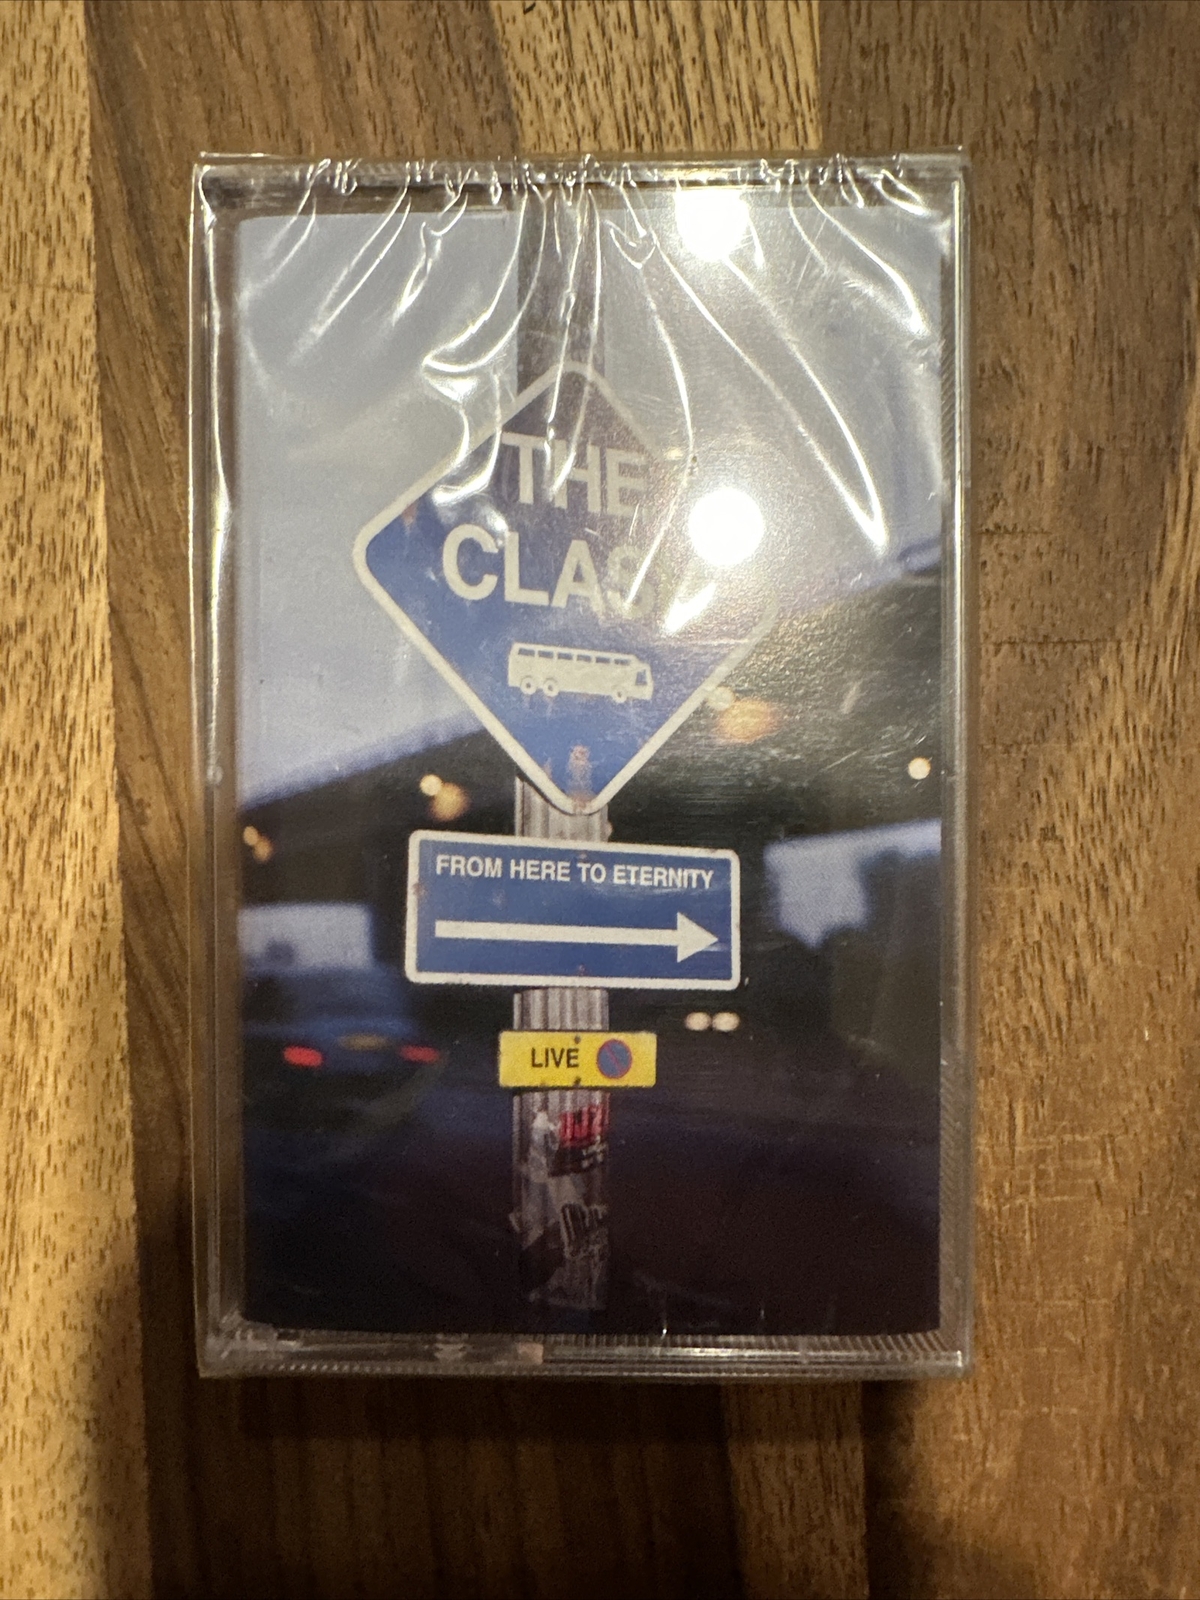 THE
CLAS
FROM HERE TO ETERNITY
LIVE